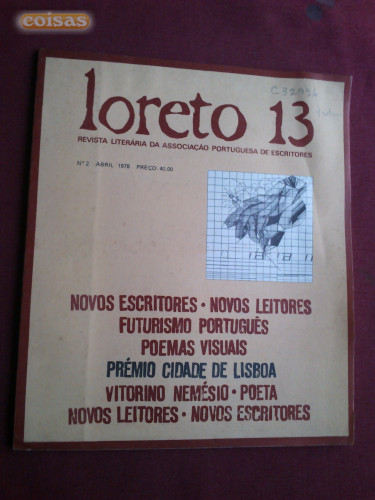 coisas
loreto 13
REVISTA LITERÁRIA DA ASSOCIAÇÃO PORTUGUESA DE ESCRITORES
Nº 2 ABRIL 1978 PREÇO: 40.00
NOVOS ESCRITORES • NOVOS LEITORES
FUTURISMO PORTUGUÊS
POEMAS VISUAIS
PRÉMIO CIDADE DE LISBOA
VITORINO NEMÉSIO • POETA
NOVOS LEITORES • NOVOS ESCRITORES